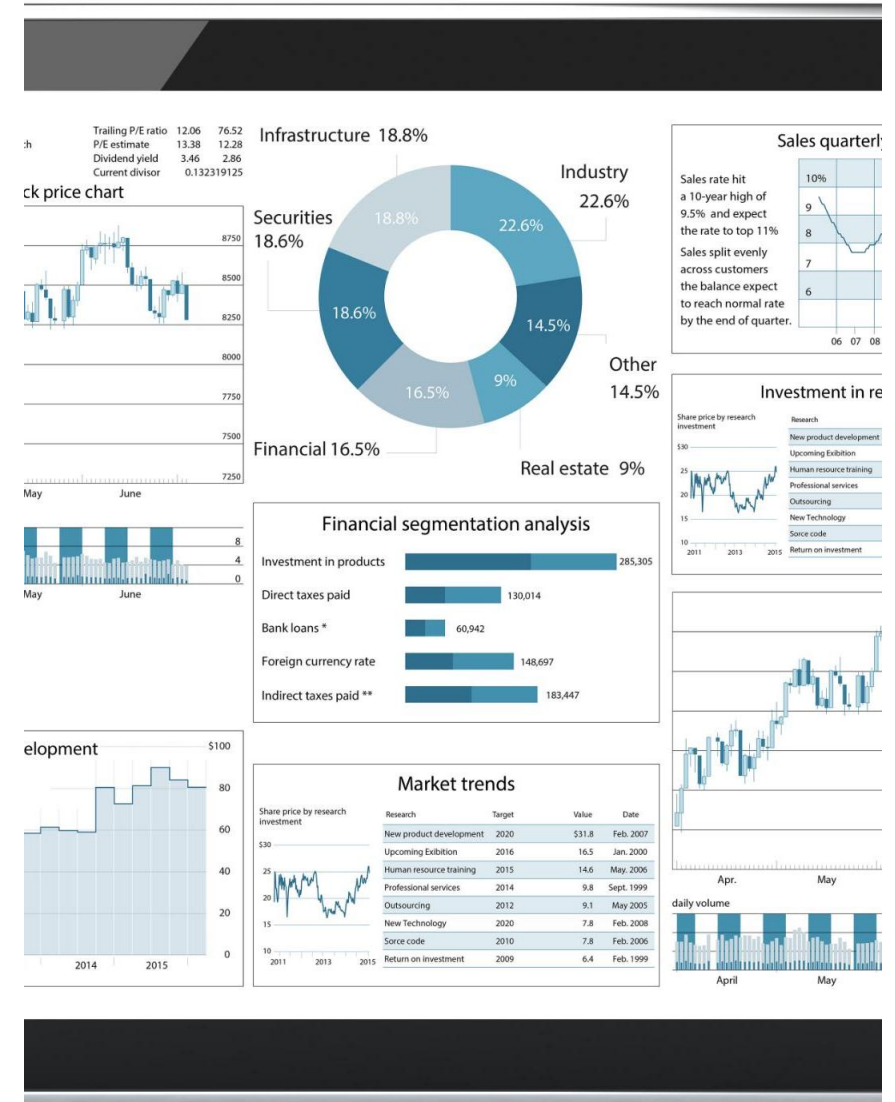 Trailing P/E ratio 12.06 76.52
P/E estimate 13.38 12.28
Dividend yield 3.46 2.86
Current divisor 0.132319125
ck price chart
8750
8500
8250
8000
7750
7500
7250
May June
8
4
0
May June
elopment
$100
80
60
40
20
0
2014 2015
Infrastructure 18.8%
Industry
22.6%
Securities
18.6%
18.8%
22.6%
18.6%
14.5%
16.5%
9%
Other
14.5%
Financial 16.5%
Real estate 9%
Financial segmentation analysis
Investment in products 285,305
Direct taxes paid 130,014
Bank loans * 60,942
Foreign currency rate 148,697
Indirect taxes paid ** 183,447
Market trends
Share price by research
investment
$30
25
20
15
10
2011 2013 2015
Research Target Value Date
New product development 2020 $31.8 Feb. 2007
Upcoming Exibition 2016 16.5 Jan. 2000
Human resource training 2015 14.6 May. 2006
Professional services 2014 9.8 Sept. 1999
Outsourcing 2012 9.1 May 2005
New Technology 2020 7.8 Feb. 2008
Sorce code 2010 7.8 Feb. 2006
Return on investment 2009 6.4 Feb. 1999
Sales quarterly
Sales rate hit
a 10-year high of
9.5% and expect
the rate to top 11%
Sales split evenly
across customers
the balance expect
to reach normal rate
by the end of quarter.
10%
9
8
7
6
06 07 08
Investment in re
Share price by research
investment
$30
25
20
15
10
2011 2013 2015
Research
New product development
Upcoming Exibition
Human resource training
Professional services
Outsourcing
New Technology
Sorce code
Return on investment
Apr. May
daily volume
April May